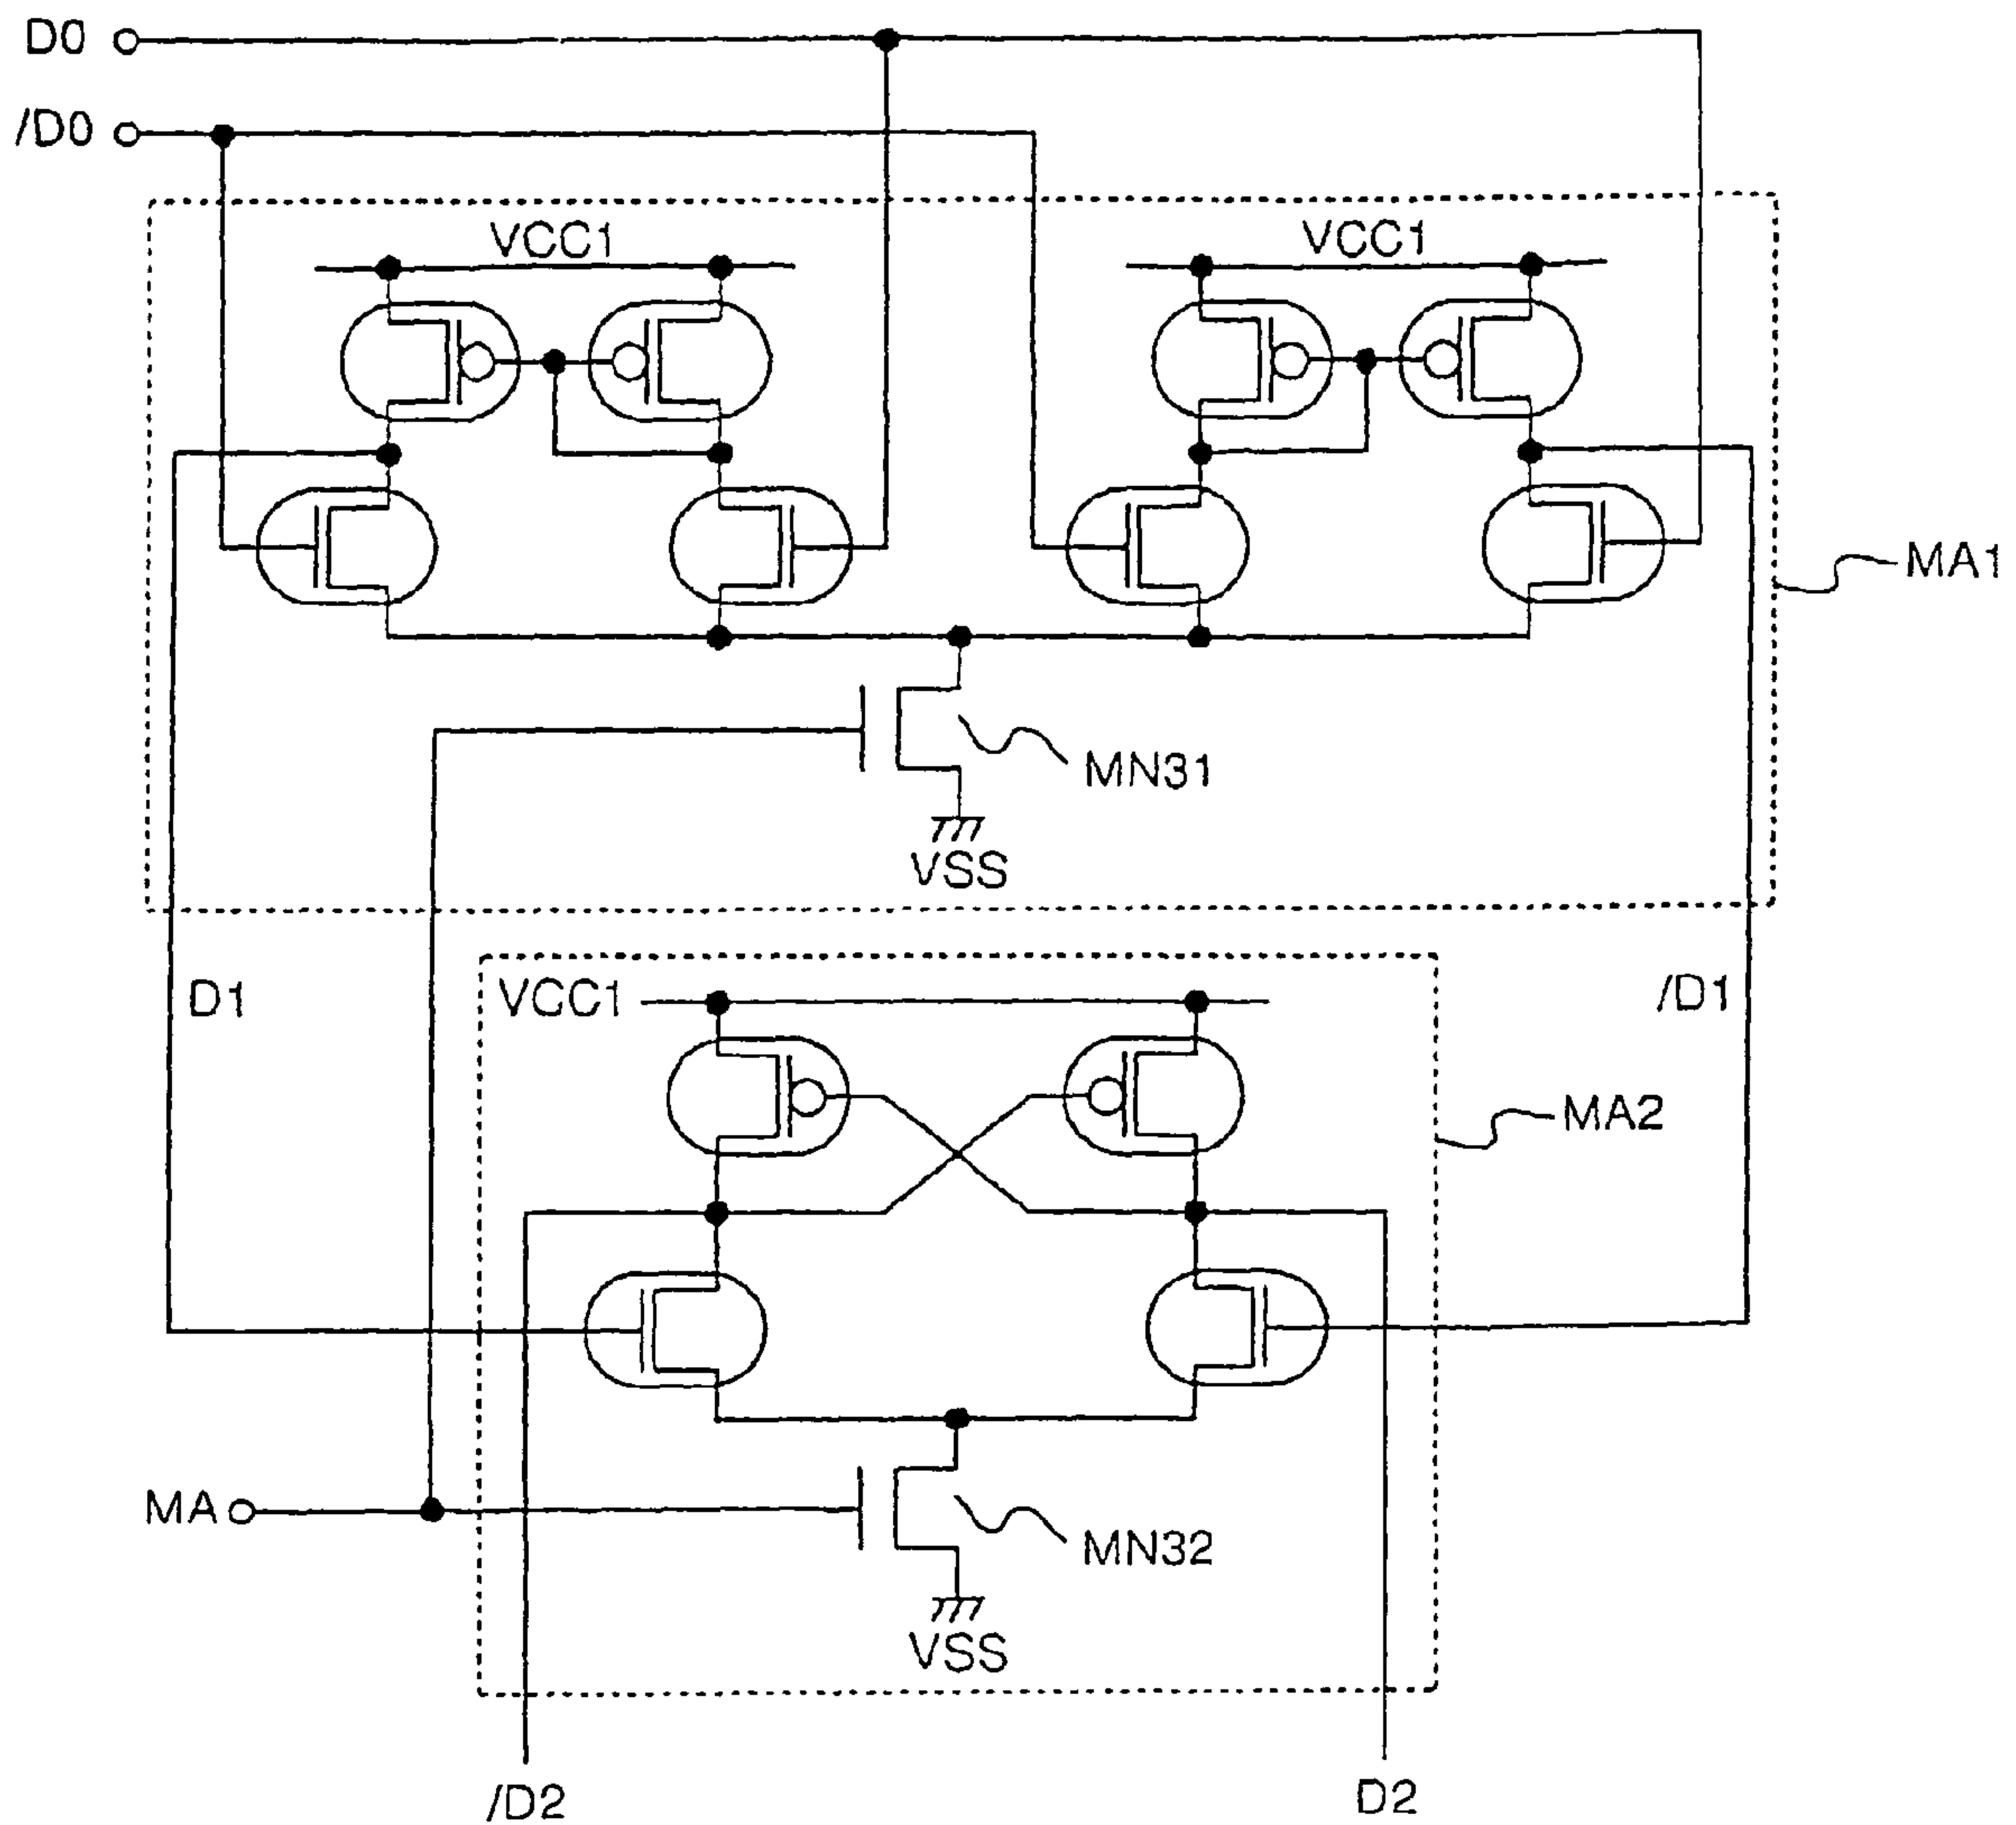 D0
/D0
VCC1
VCC1
MA1
MN31
VSS
D1
VCC1
/D1
MA2
MA
MN32
VSS
/D2
D2